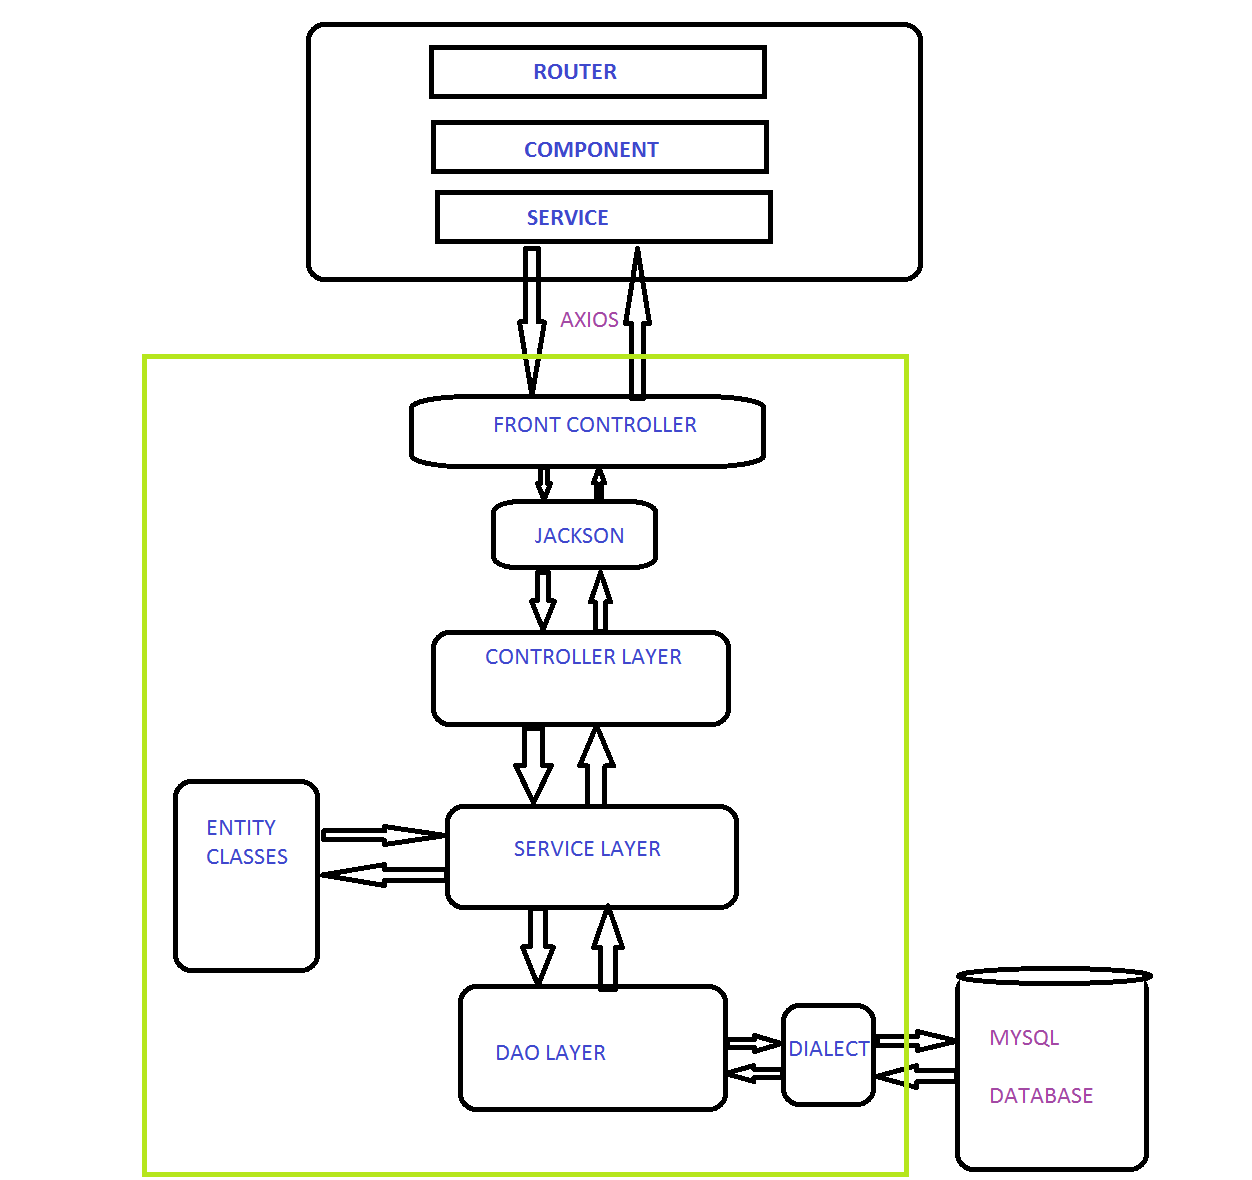 ROUTER
COMPONENT
SERVICE
AXIOS
FRONT CONTROLLER
JACKSON
CONTROLLER LAYER
ENTITY
CLASSES
SERVICE LAYER
DAO LAYER
DIALECT
MYSQL
DATABASE